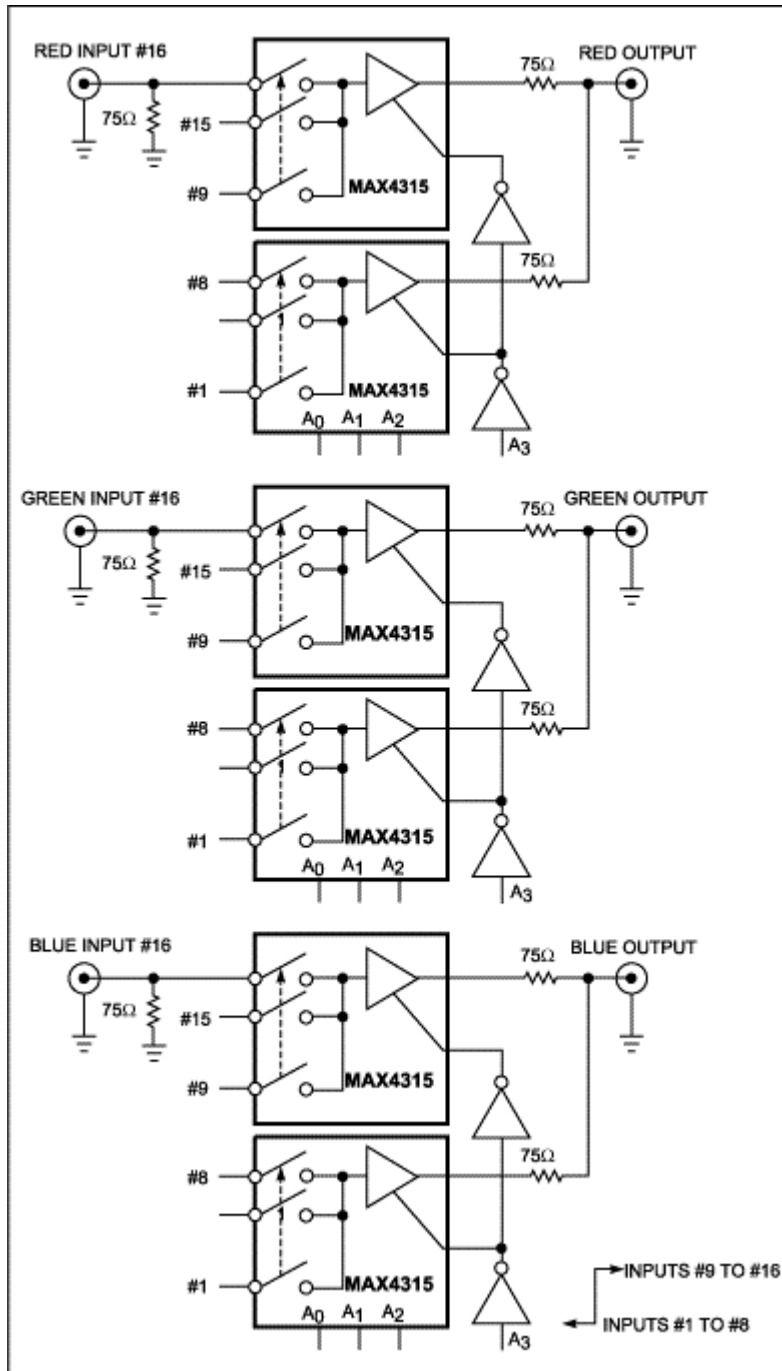 RED INPUT #16
RED OUTPUT
75Ω
75Ω
#15
#9
MAX4315
#8
75Ω
#1
MAX4315
A0 A1 A2
A3
GREEN INPUT #16
GREEN OUTPUT
75Ω
75Ω
#15
#9
MAX4315
#8
75Ω
#1
MAX4315
A0 A1 A2
A3
BLUE INPUT #16
BLUE OUTPUT
75Ω
75Ω
#15
#9
MAX4315
#8
75Ω
#1
MAX4315
A0 A1 A2
A3
INPUTS #9 TO #16
INPUTS #1 TO #8